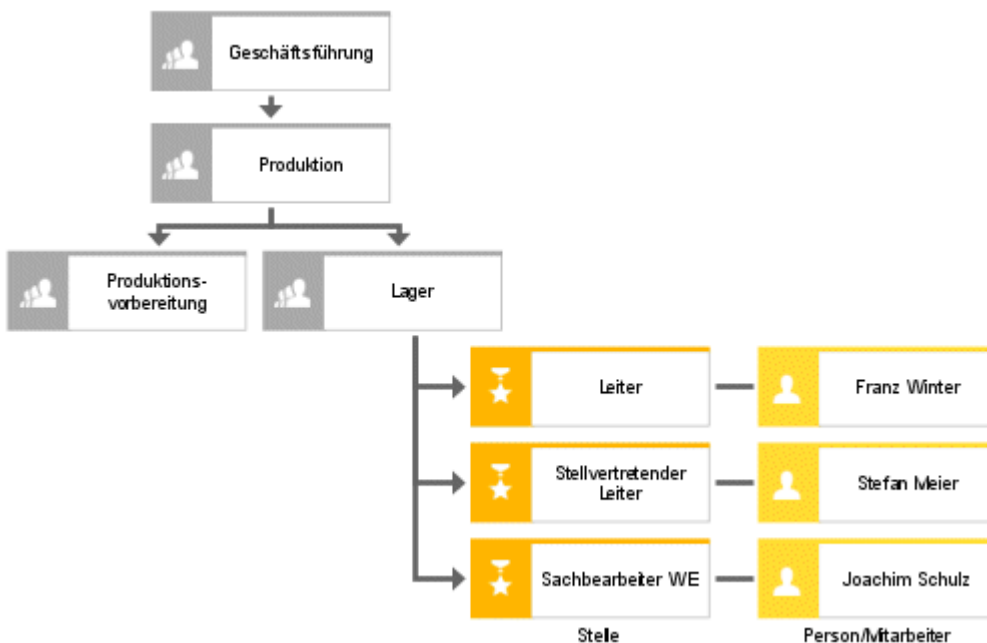 Geschäftsführung
Produktion
Produktions-
vorbereitung
Lager
Leiter
Franz Winter
Stellvertretender
Leiter
Stefan Meier
Sachbearbeiter WE
Joachim Schulz
Stelle
Person/Mitarbeiter